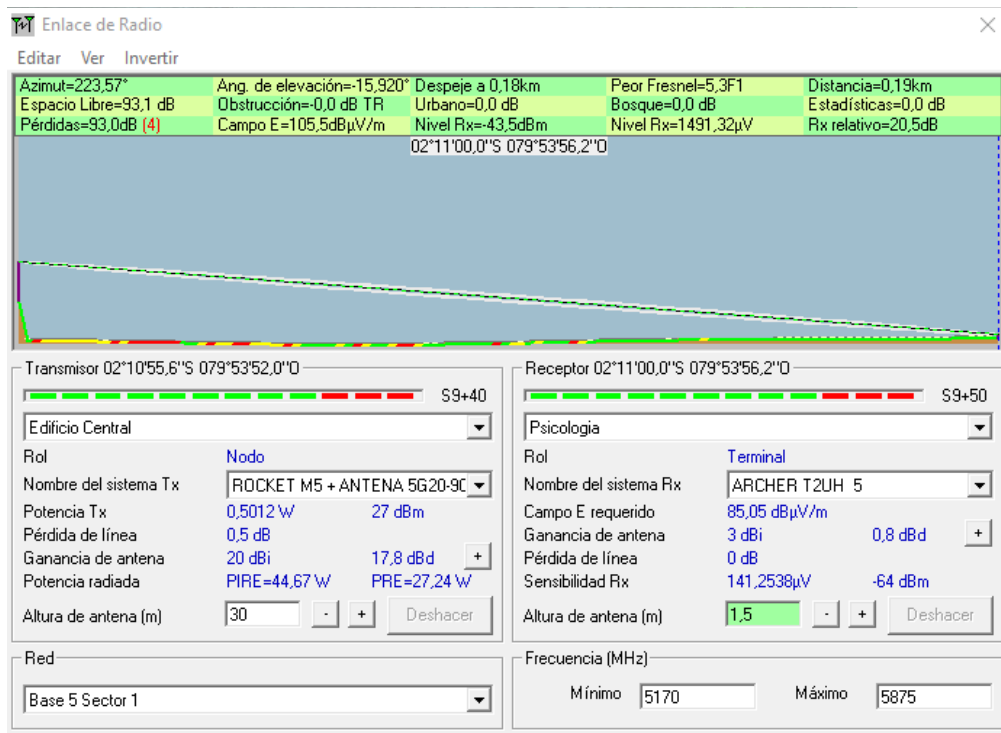 Enlace de Radio
Editar Ver Invertir
Azimut=223,57° Ang. de elevación=-15,920° Despeje a 0,18km Peor Fresnel=5,3F1 Distancia=0,19km
Espacio Libre=93,1 dB Obstrucción=-0,0 dB TR Urbano=0,0 dB Bosque=0,0 dB Estadísticas=0,0 dB
Pérdidas=93,0dB (4) Campo E=105,5dBµV/m Nivel Rx=-43,5dBm Nivel Rx=1491,32µV Rx relativo=20,5dB
02°11'00,0"S 079°53'56,2"O
Transmisor 02°10'55,6"S 079°53'52,0"O
S9+40
Edificio Central
Rol Nodo
Nombre del sistema Tx ROCKET M5 + ANTENA 5G20-90
Potencia Tx 0,5012 W 27 dBm
Pérdida de línea 0,5 dB
Ganancia de antena 20 dBi 17,8 dBd +
Potencia radiada PIRE=44,67 W PRE=27,24 W
Altura de antena (m) 30 - + Deshacer
Red
Base 5 Sector 1
Receptor 02°11'00,0"S 079°53'56,2"O
S9+50
Psicologia
Rol Terminal
Nombre del sistema Rx ARCHER T2UH 5
Campo E requerido 85,05 dBµV/m
Ganancia de antena 3 dBi 0,8 dBd +
Pérdida de línea 0 dB
Sensibilidad Rx 141,2538µV -64 dBm
Altura de antena (m) 1,5 - + Deshacer
Frecuencia (MHz)
Mínimo 5170 Máximo 5875